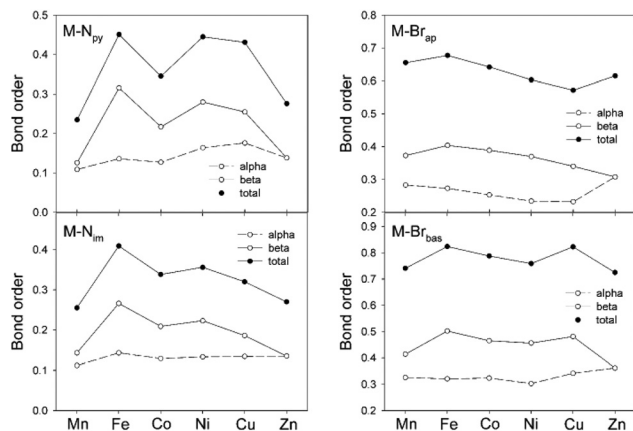 M-Npy
Bond order
0.5
0.4
0.3
0.2
0.1
0.0
alpha
beta
total
M-Brap
Bond order
0.8
0.7
0.6
0.5
0.4
0.3
0.2
alpha
beta
total
M-Nim
Bond order
0.4
0.3
0.2
0.1
0.0
alpha
beta
total
Mn Fe Co Ni Cu Zn
M-Brbas
Bond order
0.9
0.8
0.7
0.6
0.5
0.4
0.3
0.2
alpha
beta
total
Mn Fe Co Ni Cu Zn